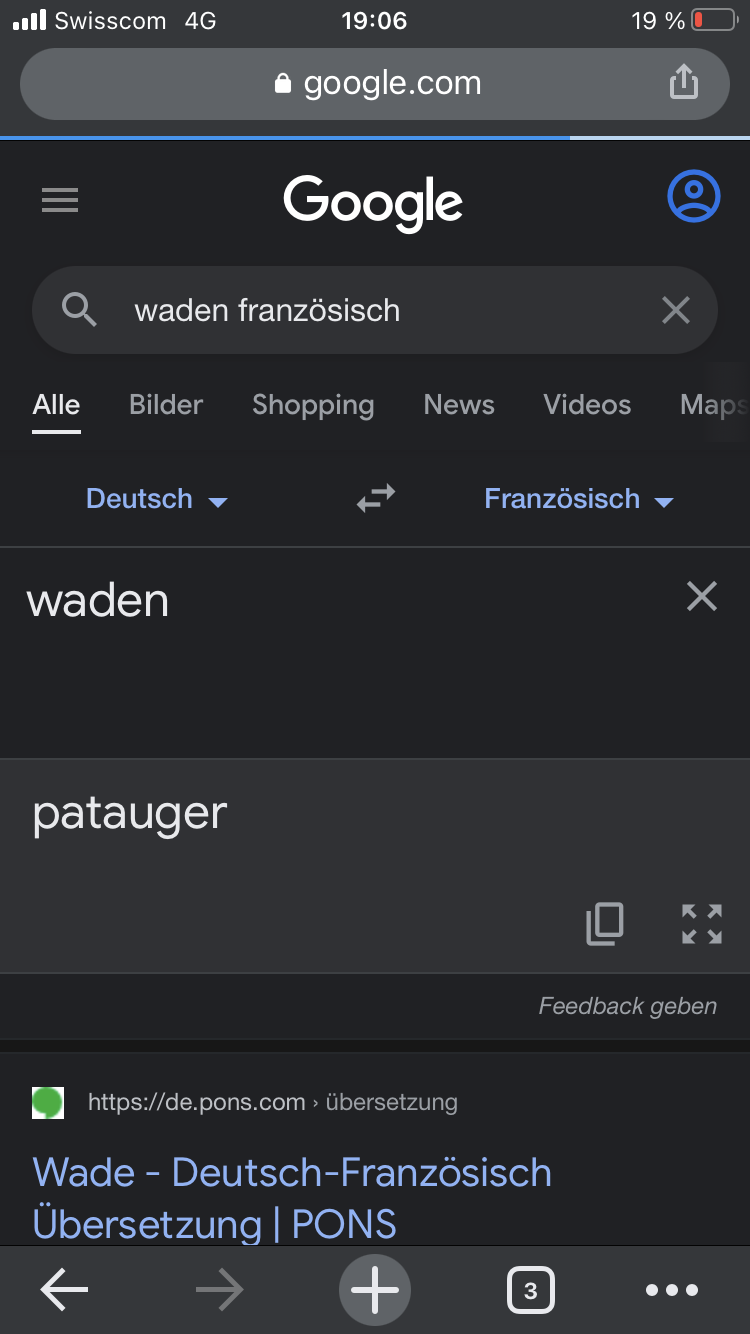 Swisscom 4G 19:06 19 %
google.com
Google
waden französisch
Alle Bilder Shopping News Videos Maps
Deutsch Französisch
waden
patauger
Feedback geben
https://de.pons.com › übersetzung
Wade - Deutsch-Französisch
Übersetzung | PONS
3